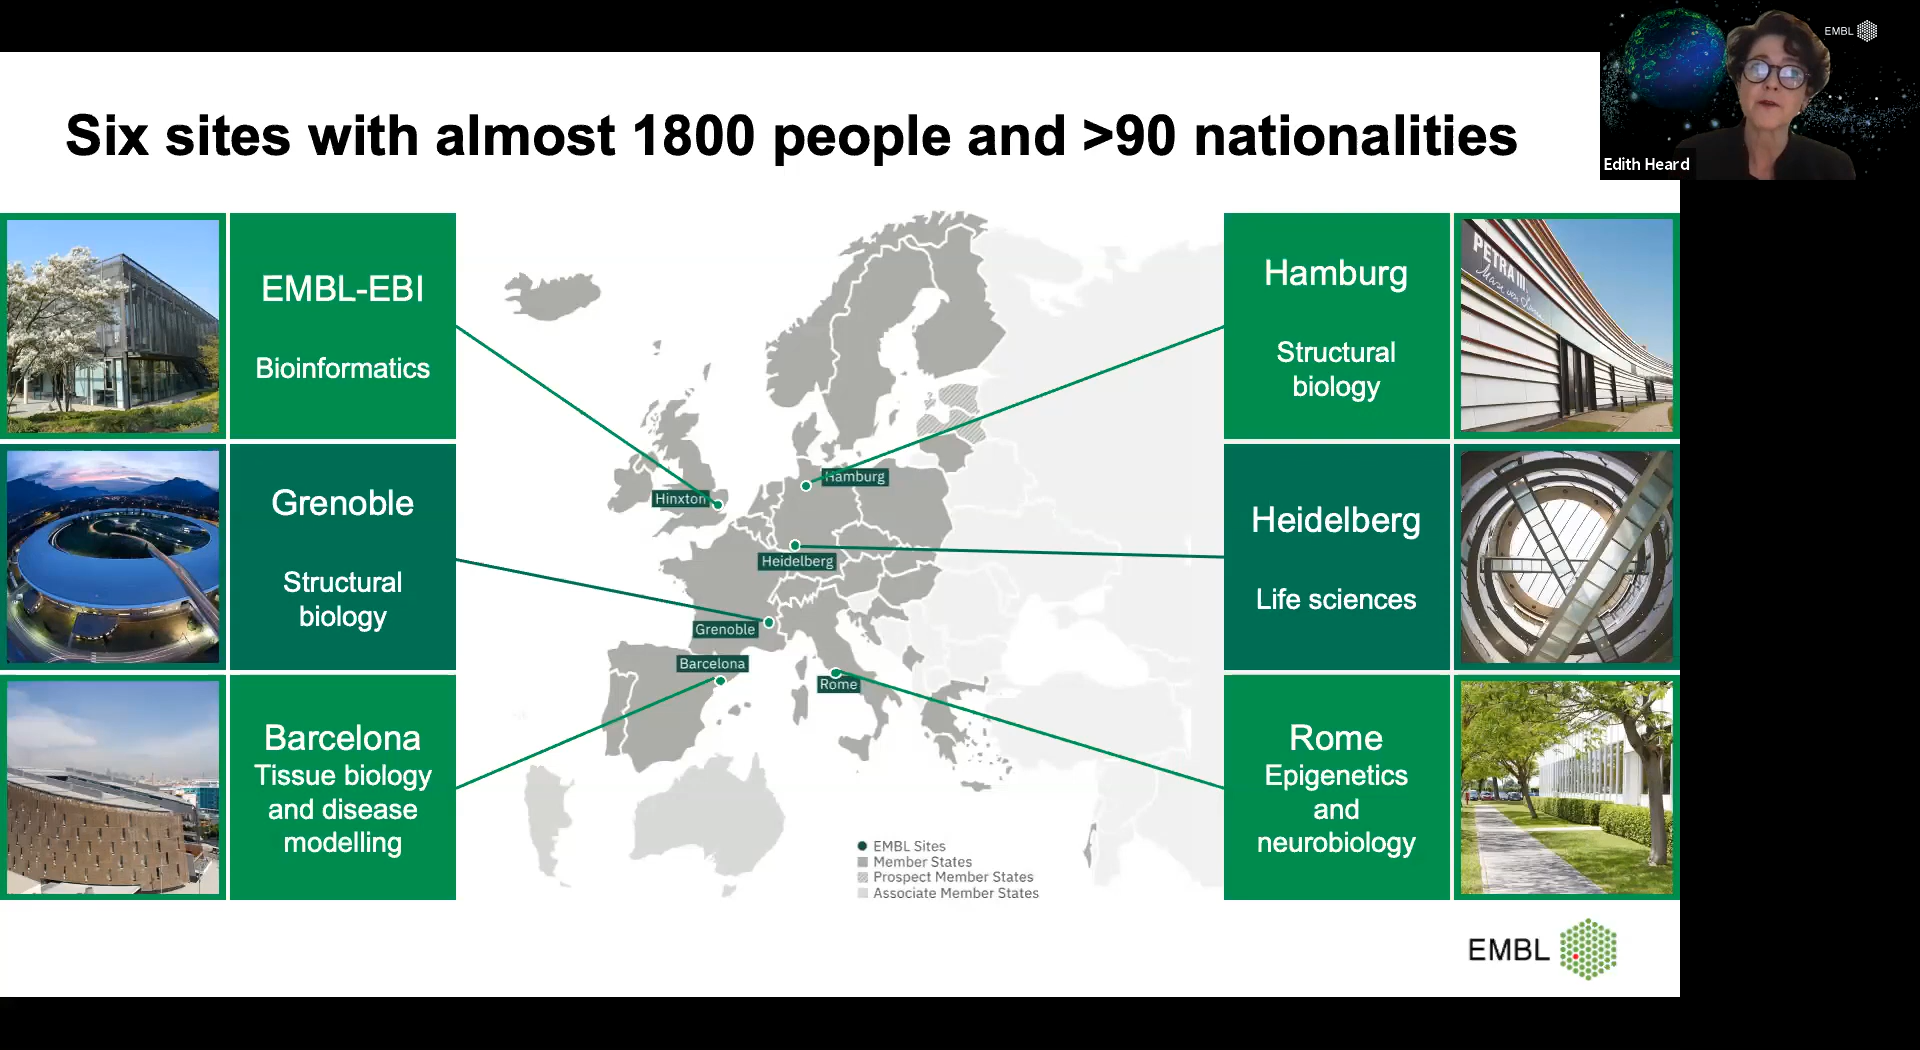 EMBL
Edith Heard
Six sites with almost 1800 people and >90 nationalities
EMBL-EBI
Bioinformatics
Grenoble
Structural
biology
Barcelona
Tissue biology
and disease
modelling
Hinxton
Hamburg
Heidelberg
Grenoble
Barcelona
Rome
EMBL Sites
Member States
Prospect Member States
Associate Member States
Hamburg
Structural
biology
PETRA III
Heidelberg
Life sciences
Rome
Epigenetics
and
neurobiology
EMBL